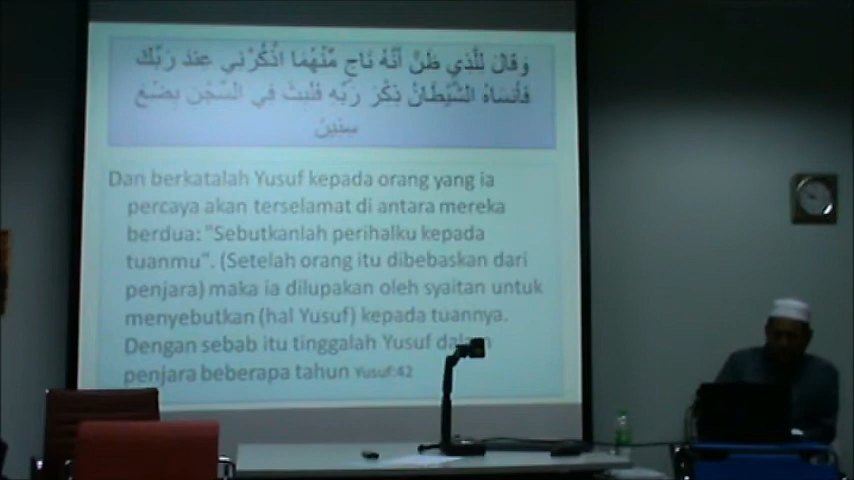 وَقَالَ لِلَّذِي ظَنَّ أَنَّهُ نَاجٍ مِّنْهُمَا اذْكُرْنِي عِندَ رَبِّكَ
فَأَنسَاهُ الشَّيْطَانُ ذِكْرَ رَبِّهِ فَلَبِثَ فِي السِّجْنِ بِضْعَ
سِنِينَ
Dan berkatalah Yusuf kepada orang yang ia
percaya akan terselamat di antara mereka
berdua: "Sebutkanlah perihalku kepada
tuanmu". (Setelah orang itu dibebaskan dari
penjara) maka ia dilupakan oleh syaitan untuk
menyebutkan (hal Yusuf) kepada tuannya.
Dengan sebab itu tinggalah Yusuf dalam
penjara beberapa tahun Yusuf:42